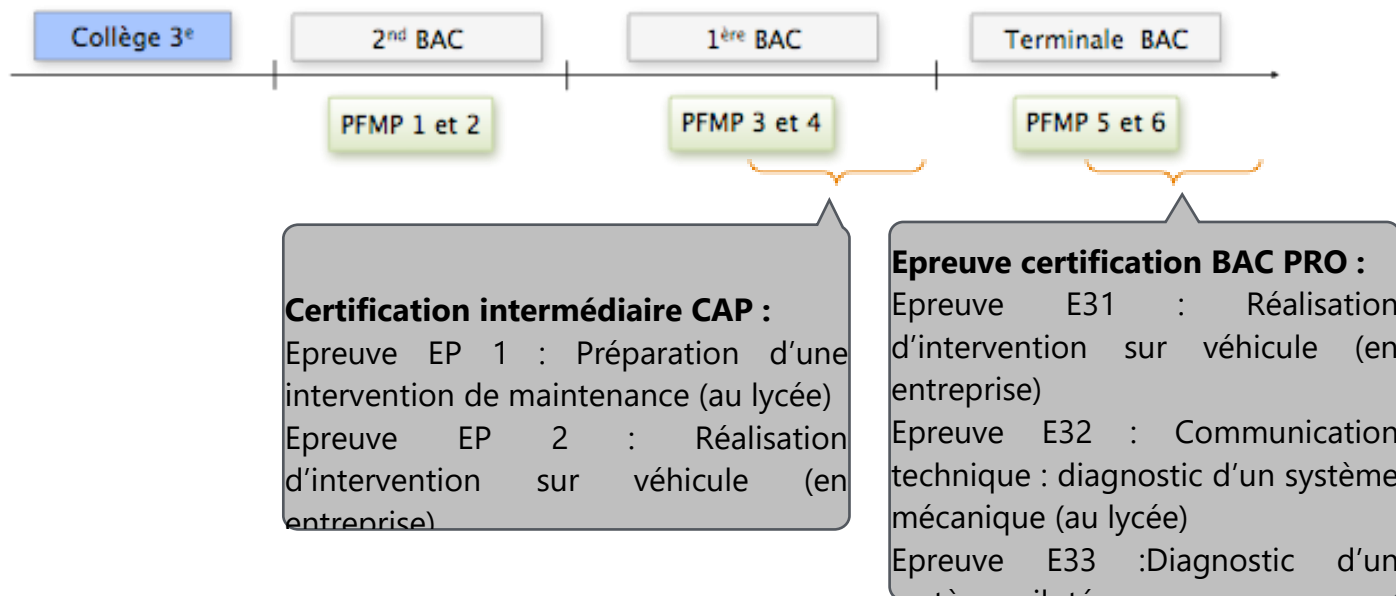 Collège 3e
2nd BAC
1ère BAC
Terminale BAC
PFMP 1 et 2
PFMP 3 et 4
PFMP 5 et 6
Certification intermédiaire CAP :
Epreuve EP 1 : Préparation d’une
intervention de maintenance (au lycée)
Epreuve EP 2 : Réalisation
d’intervention sur véhicule (en
entreprise)
Epreuve certification BAC PRO :
Epreuve E31 : Réalisation
d’intervention sur véhicule (en
entreprise)
Epreuve E32 : Communication
technique : diagnostic d’un système
mécanique (au lycée)
Epreuve E33 :Diagnostic d’un